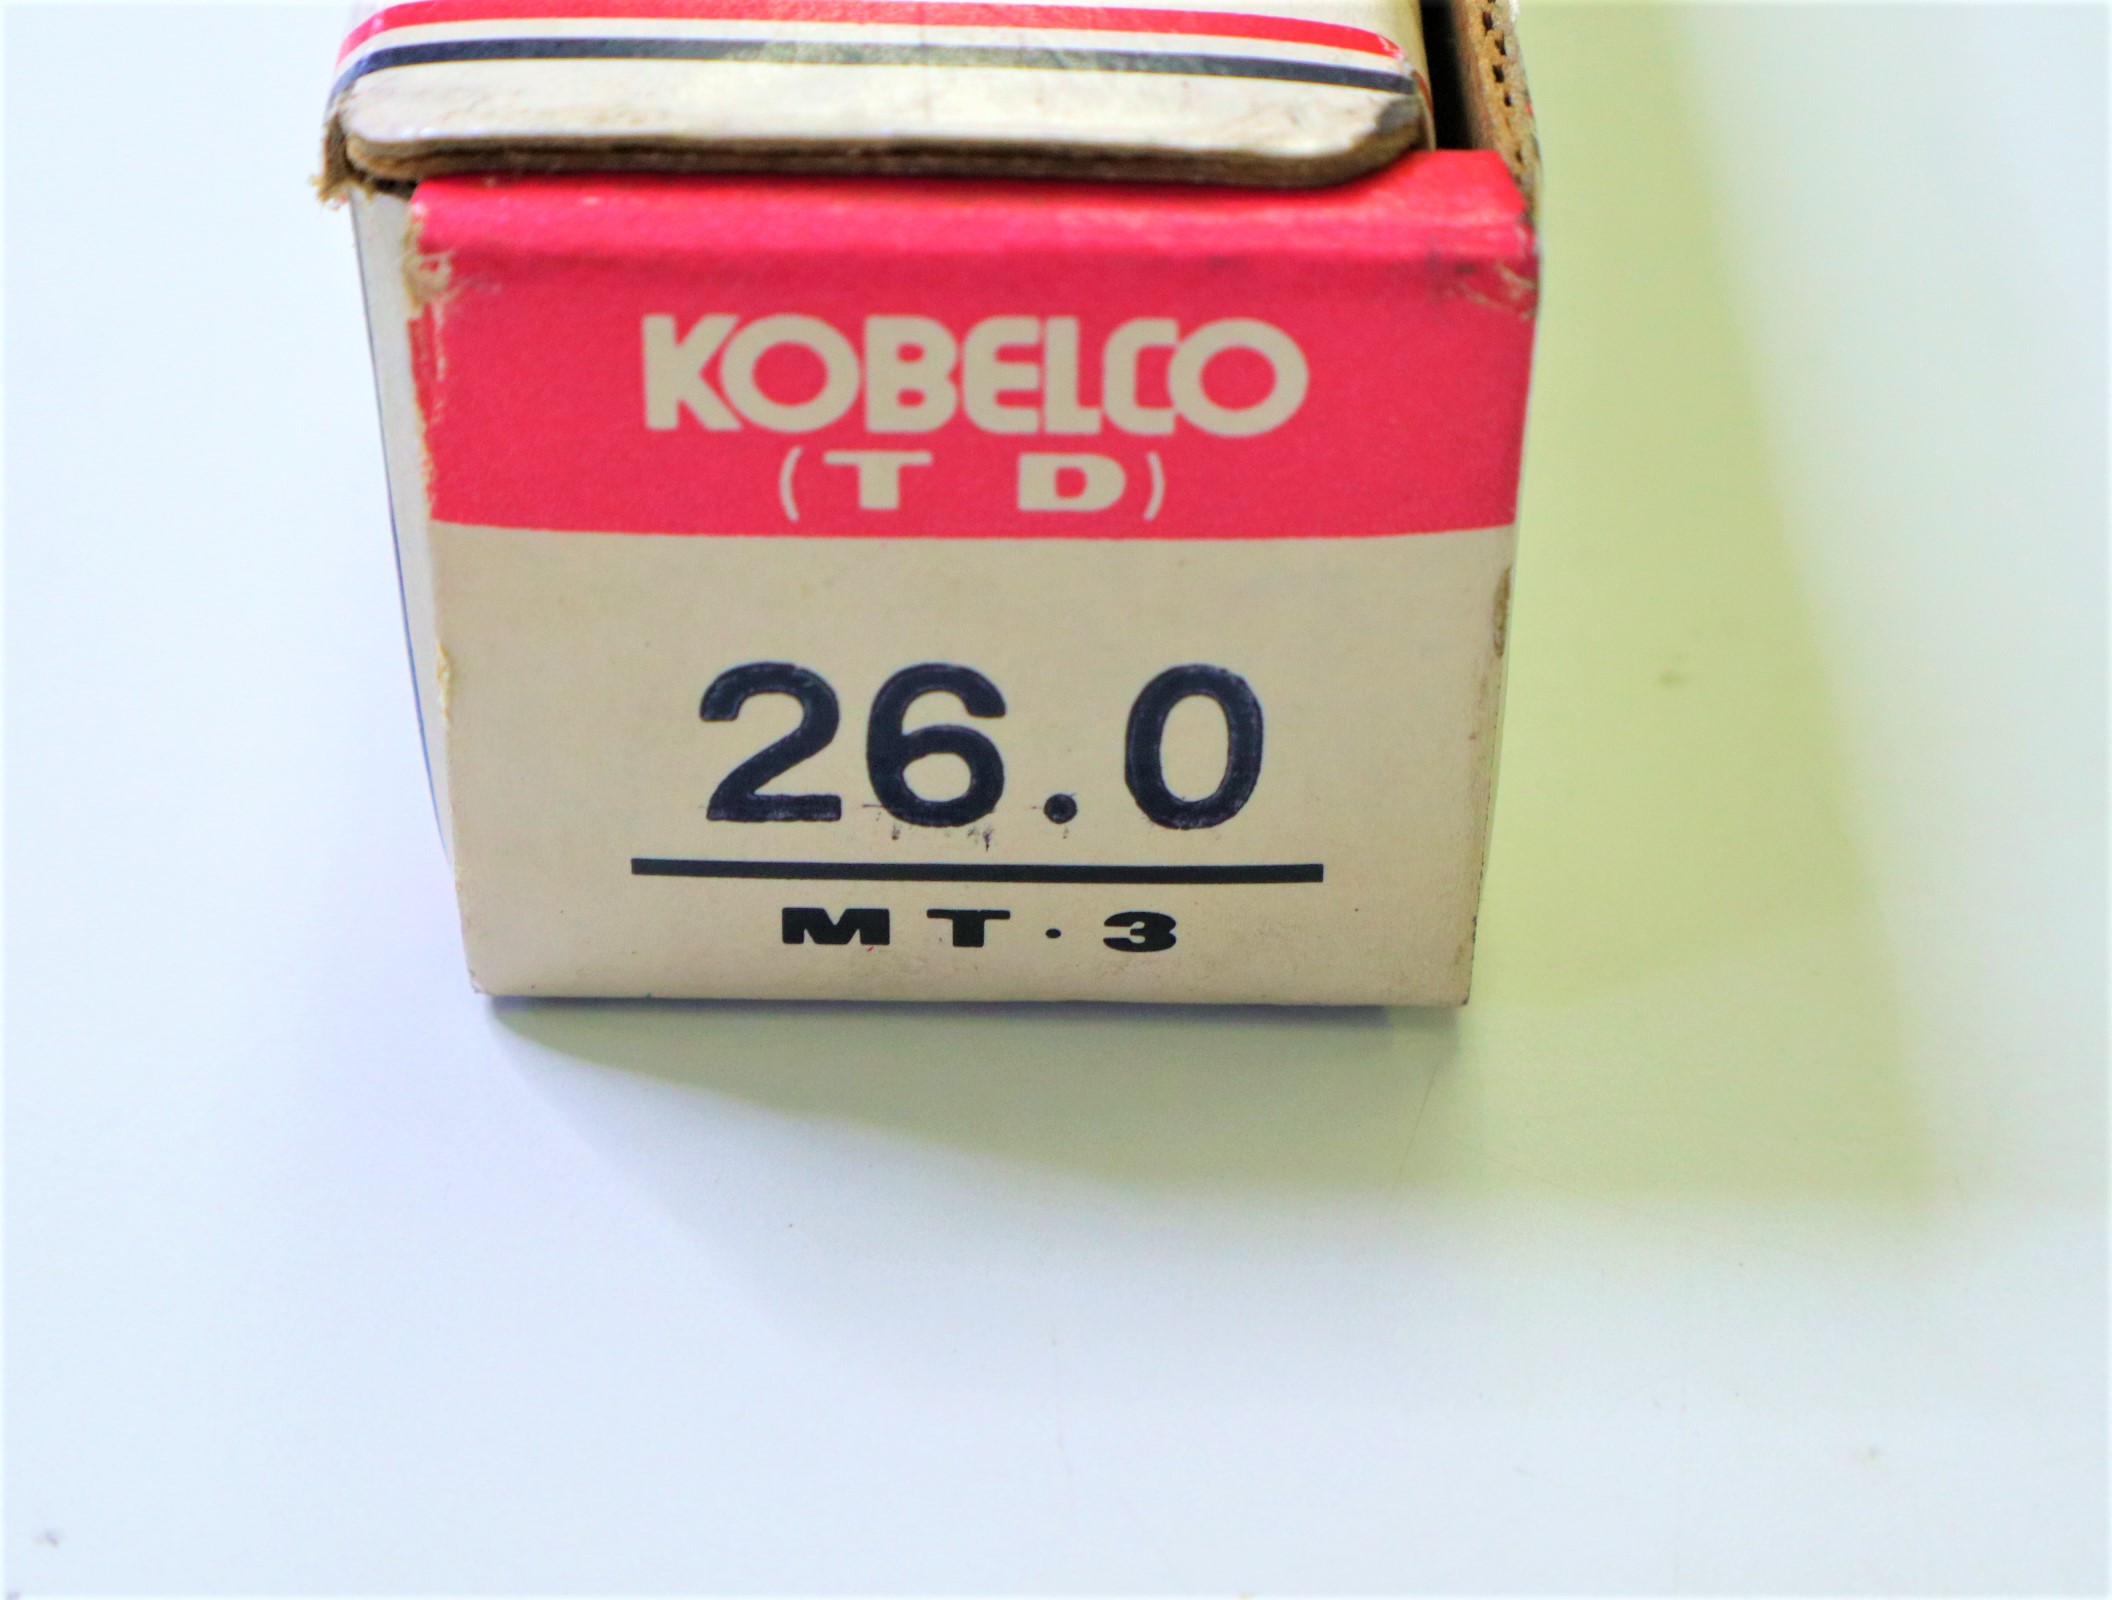 KOBELCO
(T D)
26.0
MT·3